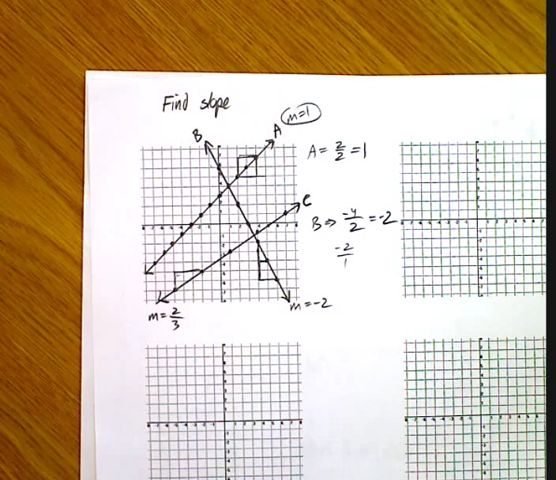 Find slope
m=1
B
A
A = 2/2 = 1
C
B ⇒ -4/2 = -2
-2/1
m = 2/3
m = -2